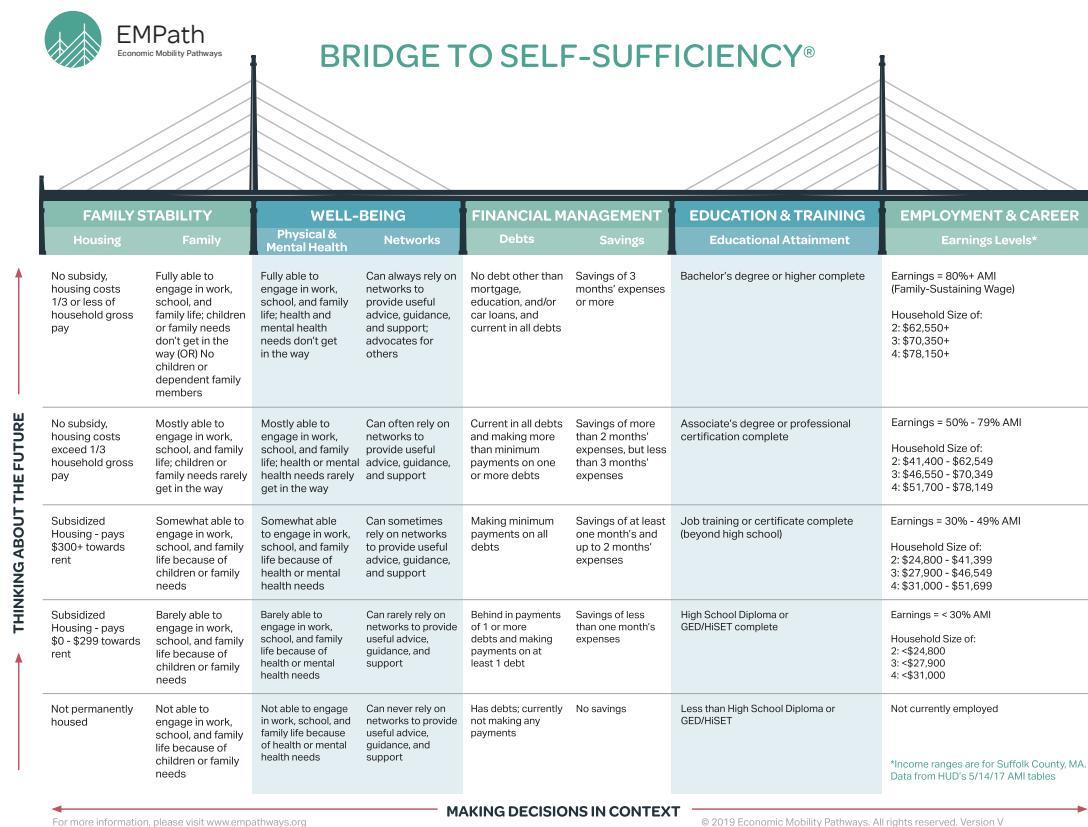 EMPath
Economic Mobility Pathways
BRIDGE TO SELF-SUFFICIENCY®
FAMILY STABILITY
WELL-BEING
FINANCIAL MANAGEMENT
EDUCATION & TRAINING
EMPLOYMENT & CAREER
Housing
Family
Physical &
Mental Health
Networks
Debts
Savings
Educational Attainment
Earnings Levels*
No subsidy,
housing costs
1/3 or less of
household gross
pay
Fully able to
engage in work,
school, and
family life; children
or family needs
don't get in the
way (OR) No
children or
dependent family
members
Fully able to
engage in work,
school, and family
life; health and
mental health
needs don't get
in the way
Can always rely on
networks to
provide useful
advice, guidance,
and support;
advocates for
others
No debt other than
mortgage,
education, and/or
car loans, and
current in all debts
Savings of 3
months' expenses
or more
Bachelor's degree or higher complete
Earnings = 80%+ AMI
(Family-Sustaining Wage)
Household Size of:
2: $62,550+
3: $70,350+
4: $78,150+
No subsidy,
housing costs
exceed 1/3
household gross
pay
Mostly able to
engage in work,
school, and family
life; children or
family needs rarely
get in the way
Mostly able to
engage in work,
school, and family
life; health or mental
health needs rarely
get in the way
Can often rely on
networks to
provide useful
advice, guidance,
and support
Current in all debts
and making more
than minimum
payments on one
or more debts
Savings of more
than 2 months'
expenses, but less
than 3 months'
expenses
Associate's degree or professional
certification complete
Earnings = 50% - 79% AMI
Household Size of:
2: $41,400 - $62,549
3: $46,550 - $70,349
4: $51,700 - $78,149
Subsidized
Housing - pays
$300+ towards
rent
Somewhat able to
engage in work,
school, and family
life because of
children or family
needs
Somewhat able
to engage in work,
school, and family
life because of
health or mental
health needs
Can sometimes
rely on networks
to provide useful
advice, guidance,
and support
Making minimum
payments on all
debts
Savings of at least
one month's and
up to 2 months'
expenses
Job training or certificate complete
(beyond high school)
Earnings = 30% - 49% AMI
Household Size of:
2: $24,800 - $41,399
3: $27,900 - $46,549
4: $31,000 - $51,699
Subsidized
Housing - pays
$0 - $299 towards
rent
Barely able to
engage in work,
school, and family
life because of
children or family
needs
Barely able to
engage in work,
school, and family
life because of
health or mental
health needs
Can rarely rely on
networks to provide
useful advice,
guidance, and
support
Behind in payments
of 1 or more
debts and making
payments on at
least 1 debt
Savings of less
than one month's
expenses
High School Diploma or
GED/HiSET complete
Earnings = < 30% AMI
Household Size of:
2: <$24,800
3: <$27,900
4: <$31,000
Not permanently
housed
Not able to
engage in work,
school, and family
life because of
children or family
needs
Not able to engage
in work, school, and
family life because
of health or mental
health needs
Can never rely on
networks to provide
useful advice,
guidance, and
support
Has debts; currently
not making any
payments
No savings
Less than High School Diploma or
GED/HiSET
Not currently employed
*Income ranges are for Suffolk County, MA.
Data from HUD's 5/14/17 AMI tables
THINKING ABOUT THE FUTURE
MAKING DECISIONS IN CONTEXT
For more information, please visit www.empathways.org
© 2019 Economic Mobility Pathways. All rights reserved. Version V